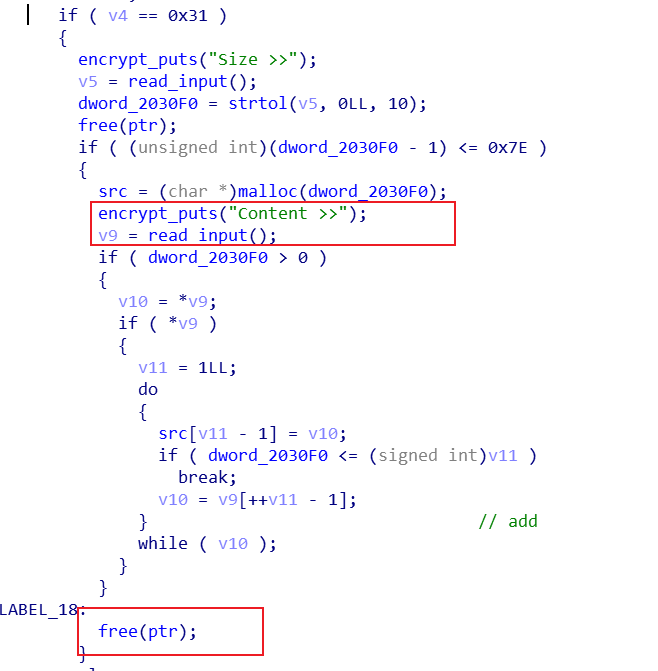 if ( v4 == 0x31 )
{
encrypt_puts("Size >>");
v5 = read_input();
dword_2030F0 = strtol(v5, 0LL, 10);
free(ptr);
if ( (unsigned int)(dword_2030F0 - 1) <= 0x7E )
{
src = (char *)malloc(dword_2030F0);
encrypt_puts("Content >>");
v9 = read_input();
if ( dword_2030F0 > 0 )
{
v10 = *v9;
if ( *v9 )
{
v11 = 1LL;
do
{
src[v11 - 1] = v10;
if ( dword_2030F0 <= (signed int)v11 )
break;
v10 = v9[++v11 - 1];
} // add
while ( v10 );
}
}
LABEL_18:
free(ptr);
}